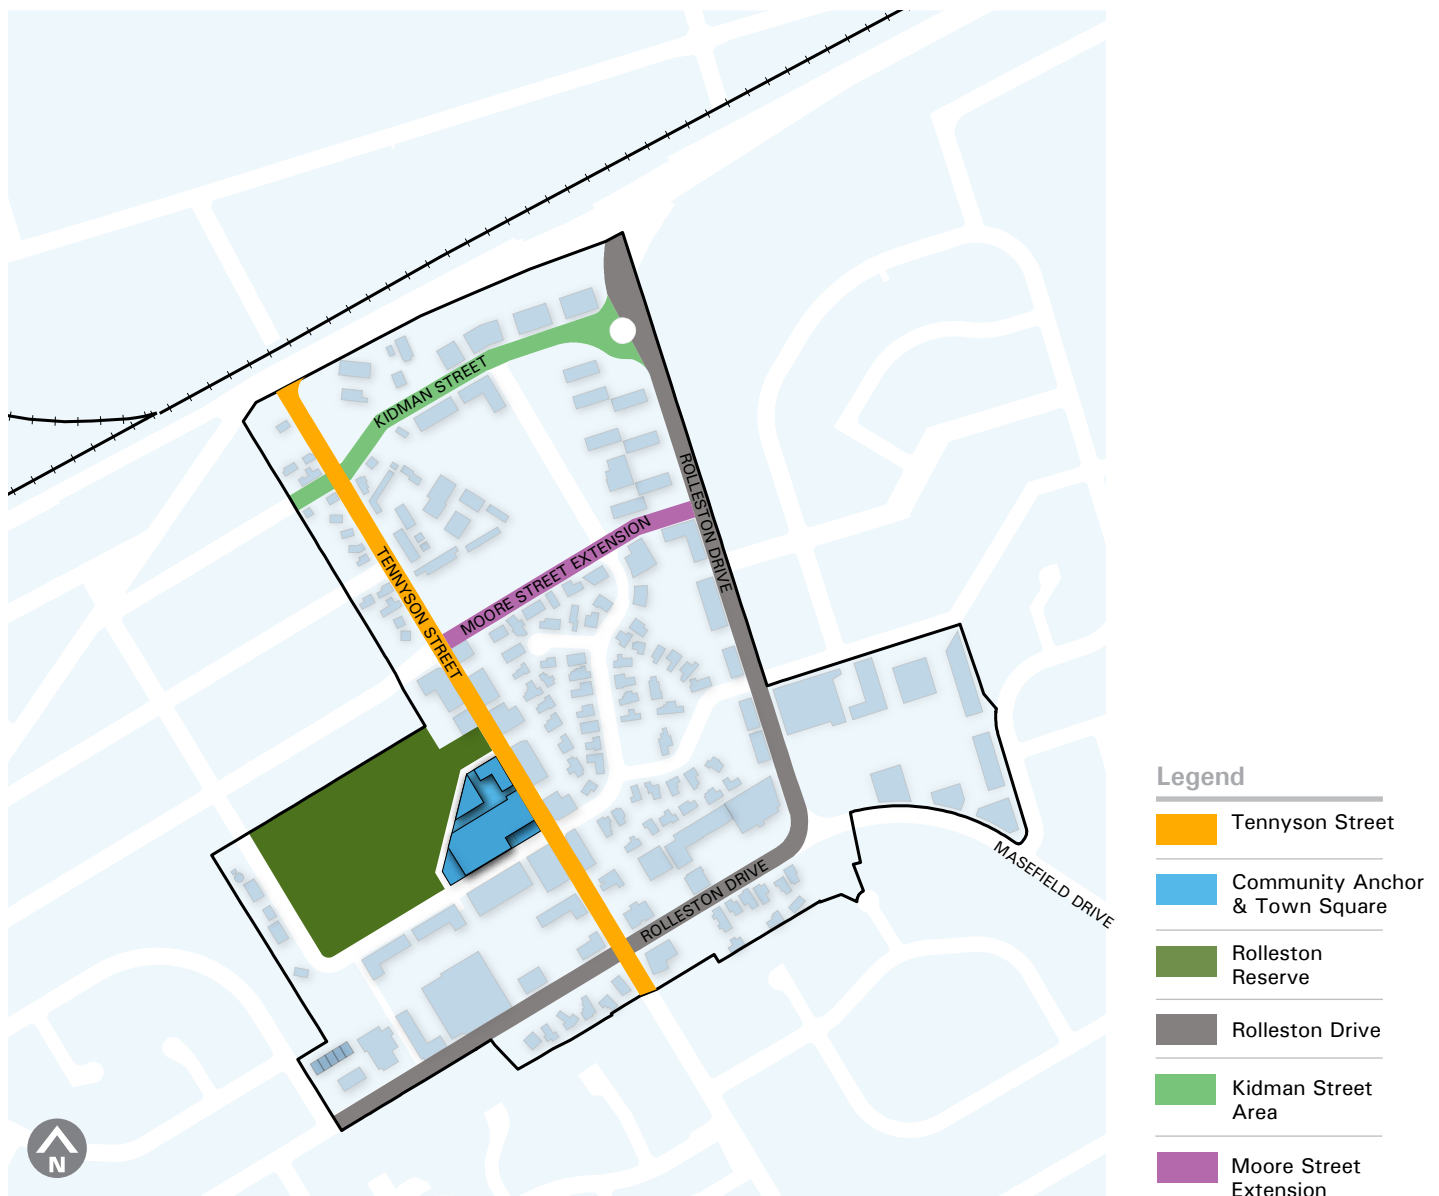 KIDMAN STREET
ROLLESTON DRIVE
MOORE STREET EXTENSION
TENNYSON STREET
ROLLESTON DRIVE
MASEFIELD DRIVE
N
Legend
Tennyson Street
Community Anchor
& Town Square
Rolleston
Reserve
Rolleston Drive
Kidman Street
Area
Moore Street
Extension